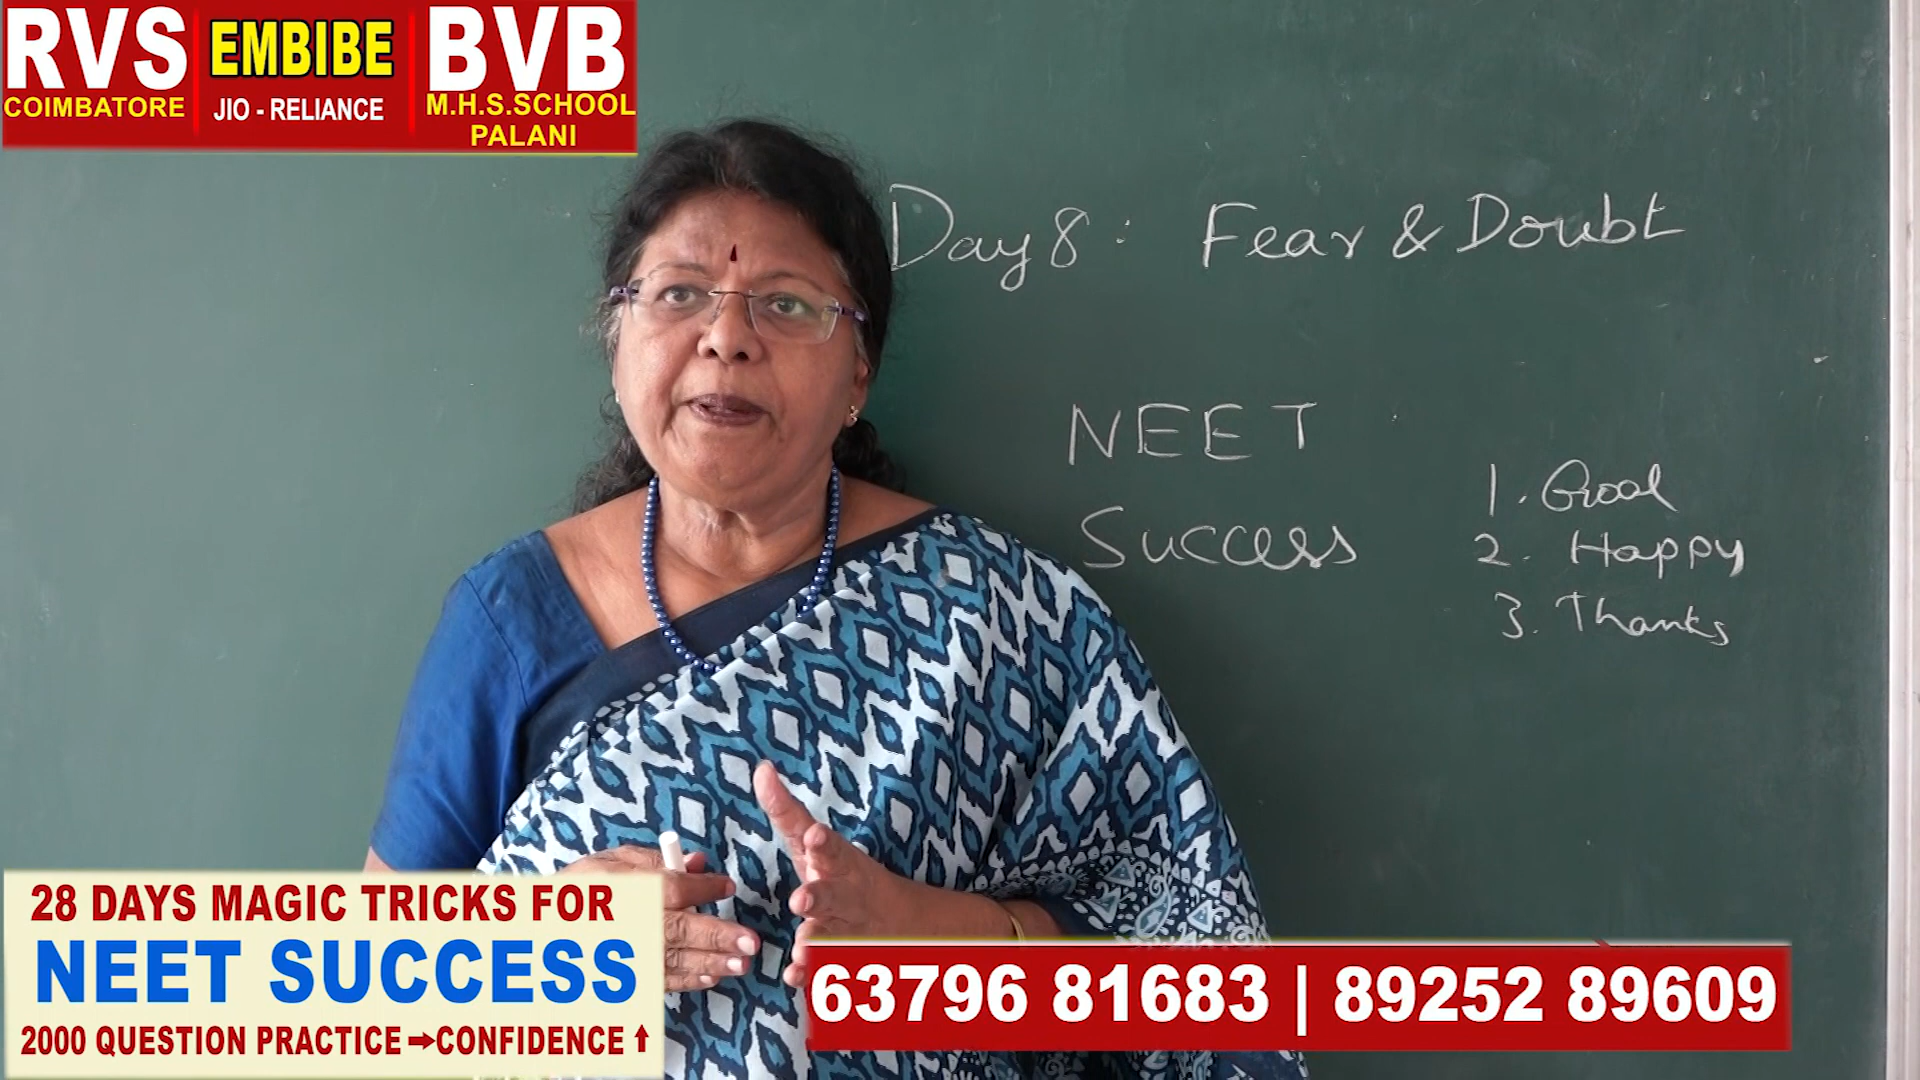 RVS
COIMBATORE
EMBIBE
JIO - RELIANCE
BVB
M.H.S.SCHOOL
PALANI
Day 8 : Fear & Doubt
NEET
Success
1. Goal
2. Happy
3. Thanks
28 DAYS MAGIC TRICKS FOR
NEET SUCCESS
2000 QUESTION PRACTICE ➞CONFIDENCE ⬆
63796 81683 | 89252 89609